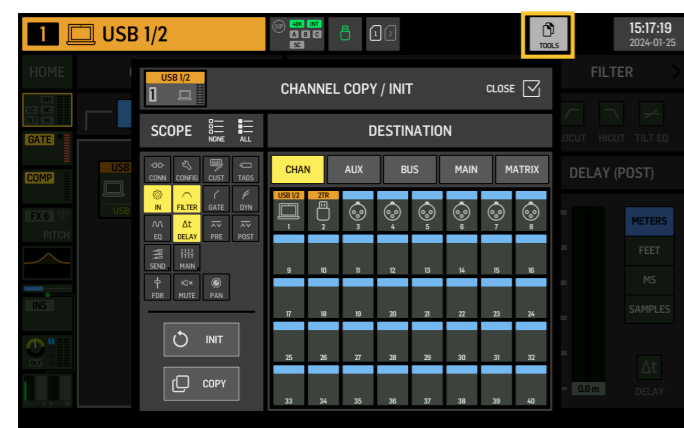 1 USB 1/2
SIP 48K INT
A B C
SC
1 2
TOOLS
15:17:19
2024-01-25
HOME
FILTER
USB 1/2
1
CHANNEL COPY / INIT
CLOSE
SCOPE
NONE
ALL
DESTINATION
LOCUT HICUT TILT EQ
GATE
CONN CONFIG CUST TAGS
CHAN AUX BUS MAIN MATRIX
DELAY (POST)
COMP
USB
IN FILTER GATE DYN
USB 1/2 2TR
1 2 3 4 5 6 7 8
FX 6
USB
PITCH
Δt
EQ DELAY PRE POST
METERS
FEET
SEND MAIN
9 10 11 12 13 14 15 16
MS
INS
FDR MUTE PAN
17 18 19 20 21 22 23 24
SAMPLES
INIT
25 26 27 28 29 30 31 32
DLY
COPY
33 34 35 36 37 38 39 40
0.0 m
Δt
DELAY